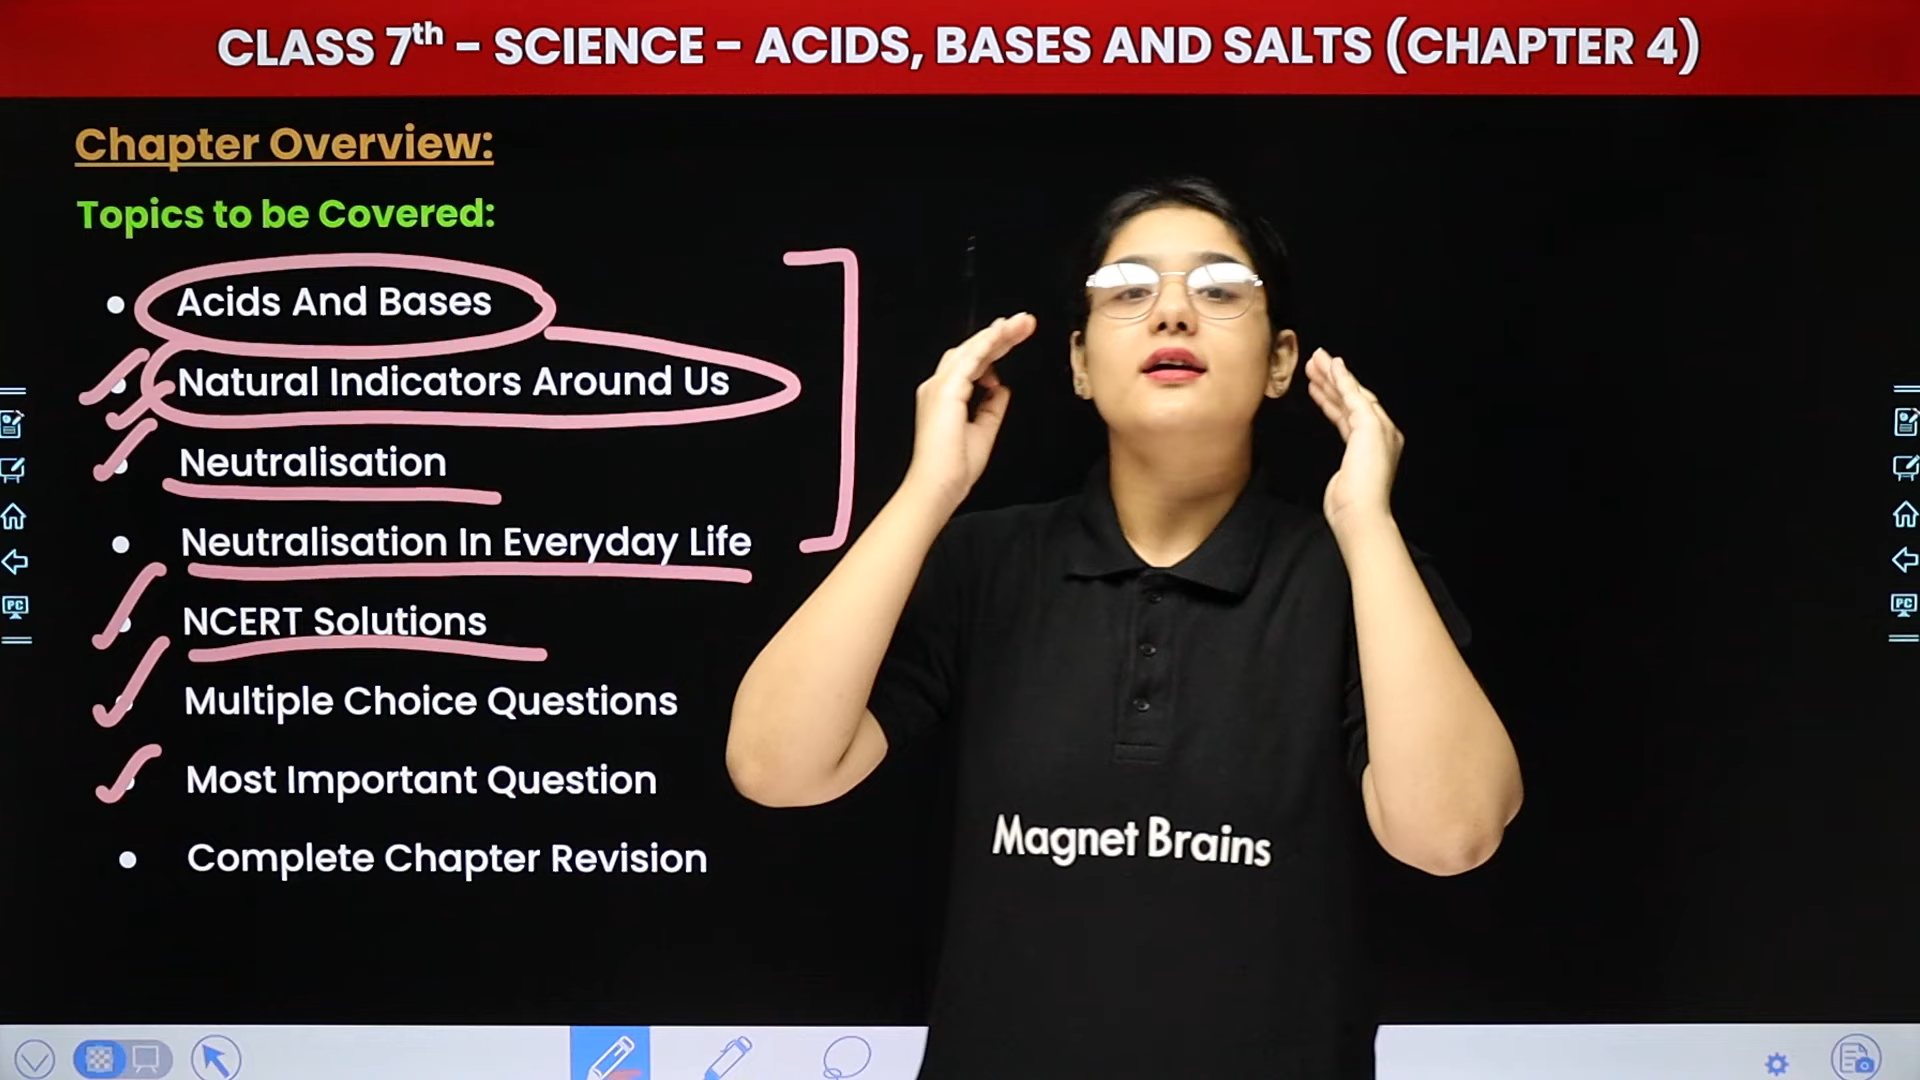 CLASS 7th - SCIENCE - ACIDS, BASES AND SALTS (CHAPTER 4)
Chapter Overview:
Topics to be Covered:
• Acids And Bases
• Natural Indicators Around Us
• Neutralisation
• Neutralisation In Everyday Life
• NCERT Solutions
• Multiple Choice Questions
• Most Important Question
• Complete Chapter Revision
Magnet Brains
PC
PC